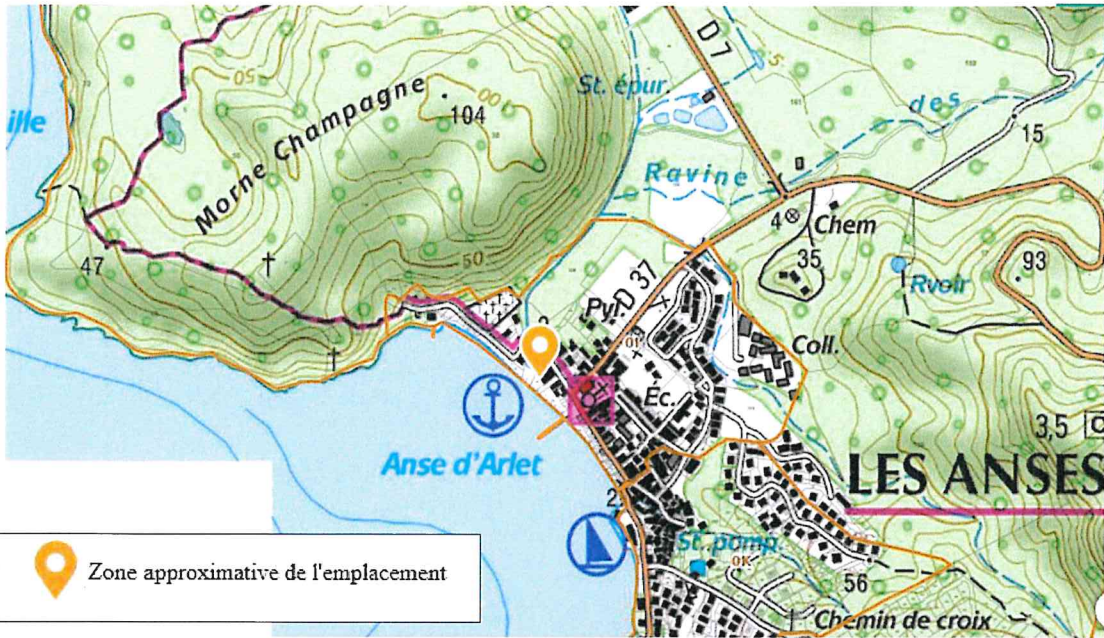 D7
St. épur.
ille
Morne Champagne
50
100
104
des
15
Ravine
4
Chem
35
93
Rvoir
47
50
D 37
Coll.
Éc.
3,5
Anse d'Arlet
LES ANSES
2
St. pomp.
56
Chemin de croix
Zone approximative de l'emplacement